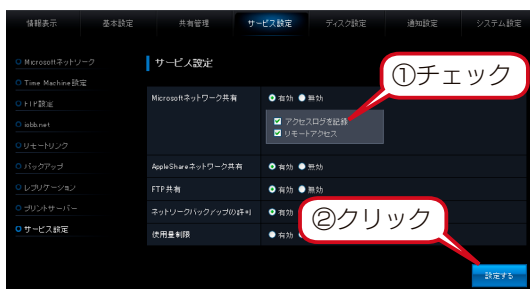 情報表示 基本設定 共有管理 サービス設定 ディスク設定 通知設定 システム設定
Microsoftネットワーク
Time Machine設定
FTP設定
iobb.net
リモートリンク
バックアップ
レプリケーション
プリントサーバー
サービス設定
サービス設定
①チェック
Microsoftネットワーク共有 有効 無効
アクセスログを記録
リモートアクセス
AppleShareネットワーク共有 有効 無効
FTP共有 有効 無効
ネットワークバックアップの許可 有効
②クリック
使用量制限 有効
設定する